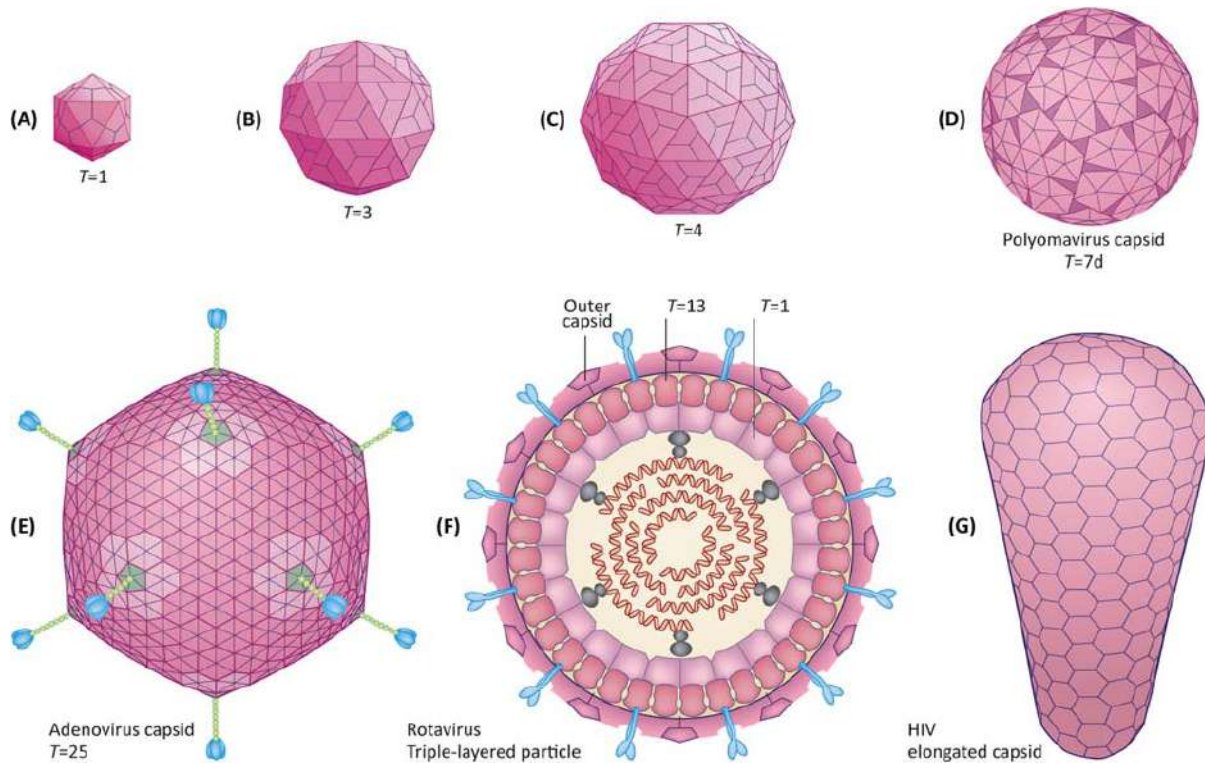 (A)
T=1
(B)
T=3
(C)
T=4
(D)
Polyomavirus capsid
T=7d
(E)
Adenovirus capsid
T=25
Outer
capsid
T=13
T=1
(F)
Rotavirus
Triple-layered particle
(G)
HIV
elongated capsid